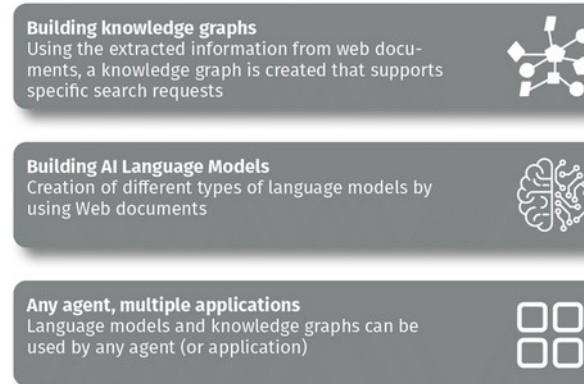 Building knowledge graphs
Using the extracted information from web docu-
ments, a knowledge graph is created that supports
specific search requests
Building AI Language Models
Creation of different types of language models by
using Web documents
Any agent, multiple applications
Language models and knowledge graphs can be
used by any agent (or application)